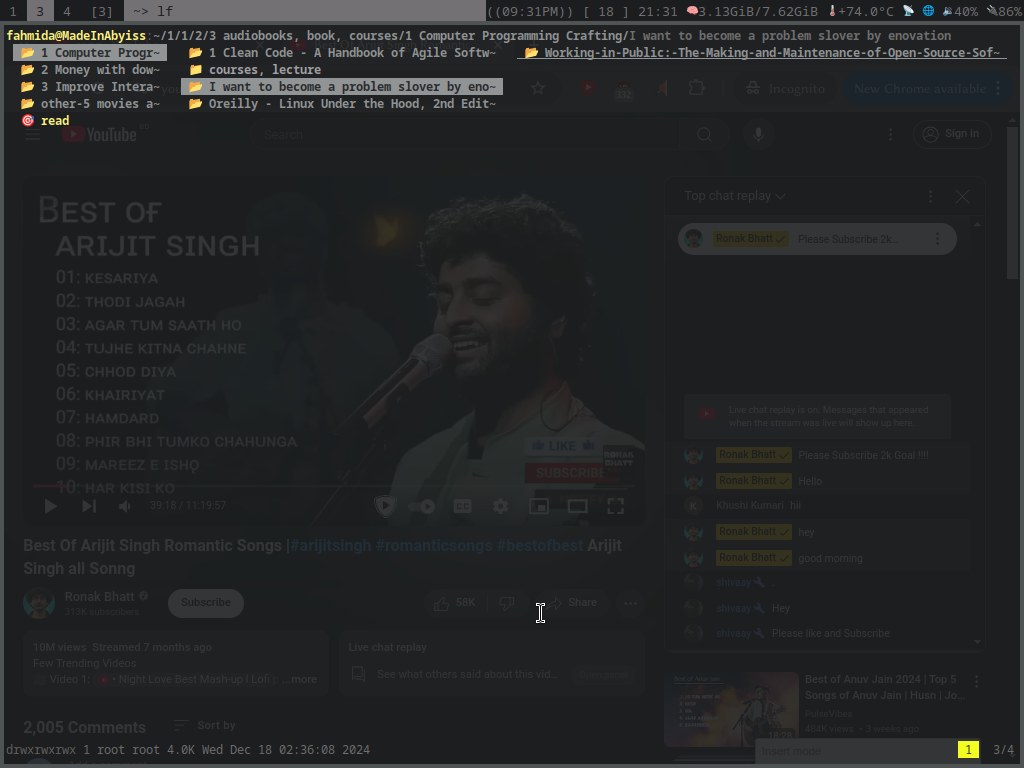 1 3 4 [3] ~> lf ((09:31PM)) [ 18 ] 21:31 3.13GiB/7.62GiB +74.0°C 40% 86%
fahmida@MadeInAbyiss:~/1/1/2/3 audiobooks, book, courses/1 Computer Programming Crafting/I want to become a problem slover by enovation
1 Computer Progr~ 1 Clean Code - A Handbook of Agile Softw~ Working-in-Public:-The-Making-and-Maintenance-of-Open-Source-Sof~
2 Money with dow~ courses, lecture
3 Improve Intera~ I want to become a problem slover by eno~
other-5 movies a~ Oreilly - Linux Under the Hood, 2nd Edit~
read
Incognito New Chrome available
YouTube Search Sign in
BEST OF
ARIJIT SINGH
01: KESARIYA
02: THODI JAGAH
03: AGAR TUM SAATH HO
04: TUJHE KITNA CHAHNE
05: CHHOD DIYA
06: KHAIRIYAT
07: HAMDARD
08: PHIR BHI TUMKO CHAHUNGA
09: MAREEZ E ISHQ
10: HAR KISI KO
LIKE
SUBSCRIBE
RONAK
BHATT
39:18 / 11:19:57
Top chat replay
Ronak Bhatt Please Subscribe 2k...
Live chat replay is on. Messages that appeared
when the stream was live will show up here.
Ronak Bhatt Please Subscribe 2k Goal !!!!
Ronak Bhatt Hello
K Khushi Kumari hii
Ronak Bhatt hey
Ronak Bhatt good morning
shivaay .
shivaay Hey
shivaay Please like and Subscribe
Best Of Arijit Singh Romantic Songs |#arijitsingh #romanticsongs #bestofbest Arijit
Singh all Sonng
Ronak Bhatt
313K subscribers
Subscribe
58K
Share
10M views Streamed 7 months ago
Few Trending Videos
Video 1: • Night Love Best Mash-up | Lofi ...more
Live chat replay
See what others said about this vid...
2,005 Comments Sort by
Best of Anuv Jain 2024 | Top 5
Songs of Anuv Jain | Husn | Jo...
PulseVibes
484K views • 3 weeks ago
19:28
Insert mode
drwxrwxrwx 1 root root 4.0K Wed Dec 18 02:36:08 2024 1 3/4